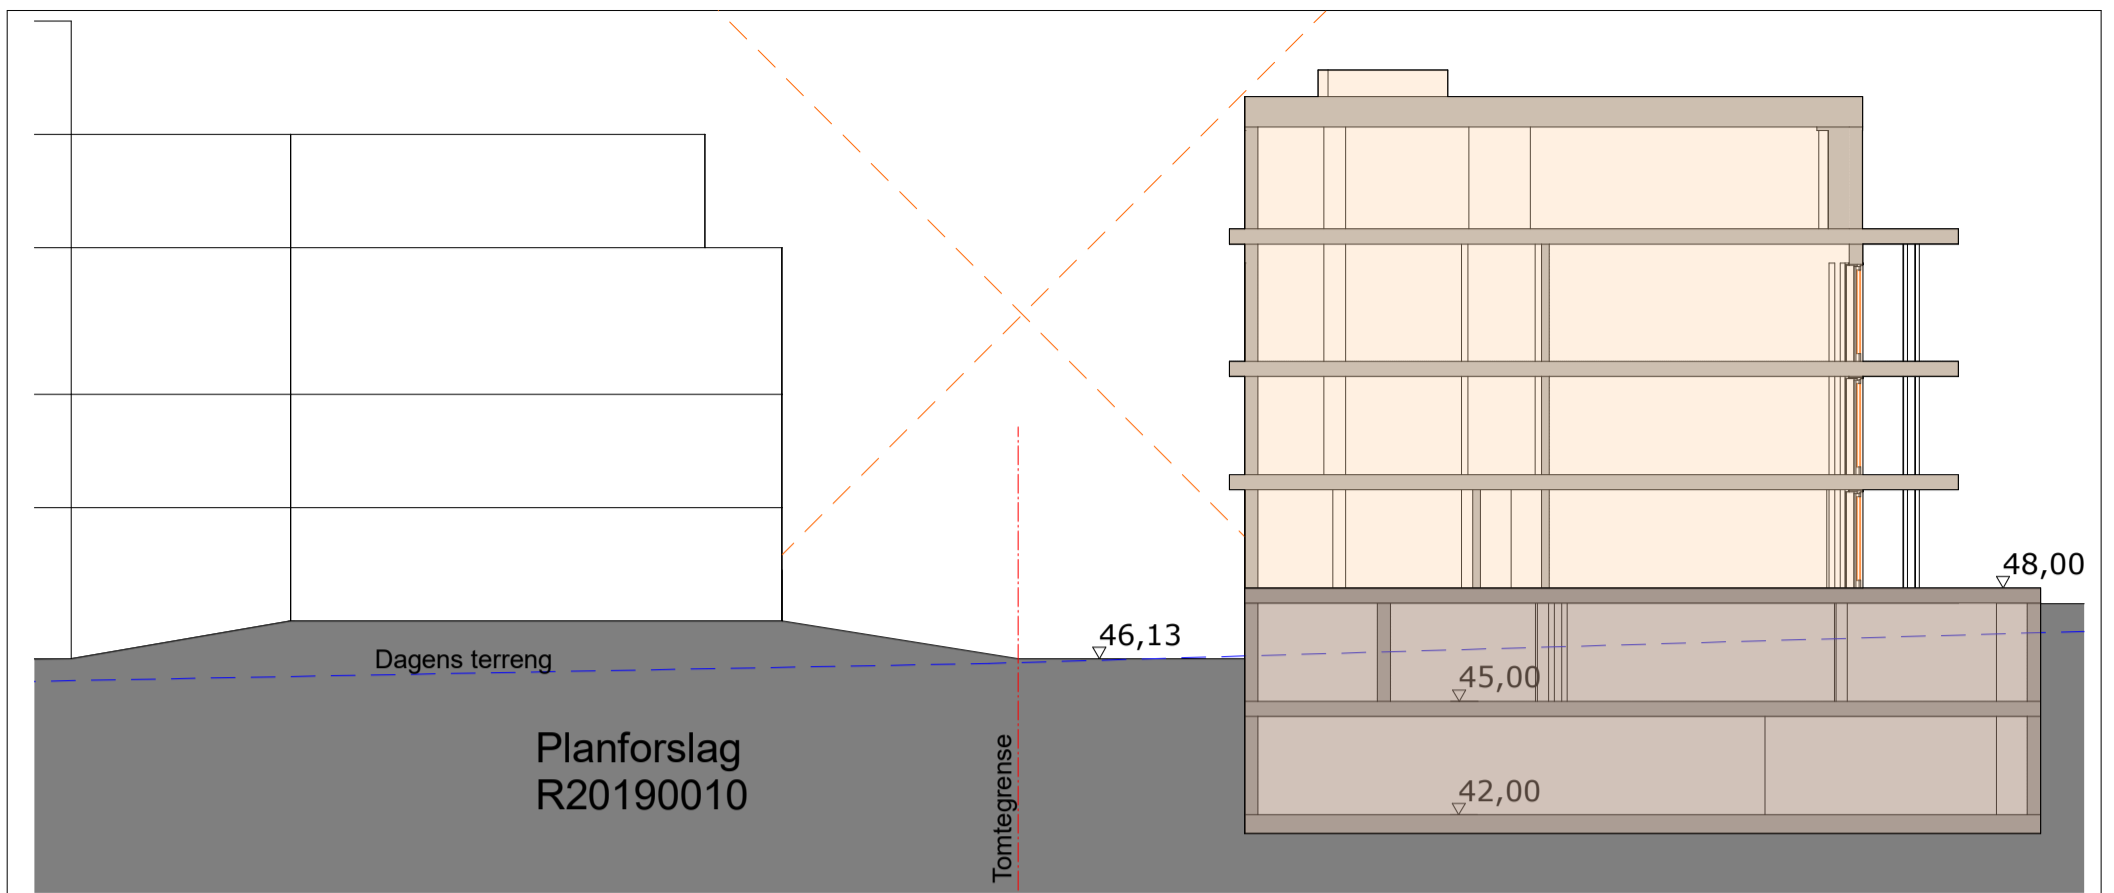 48,00
46,13
Dagens terreng
45,00
Planforslag
R20190010
42,00
Tomtegrense